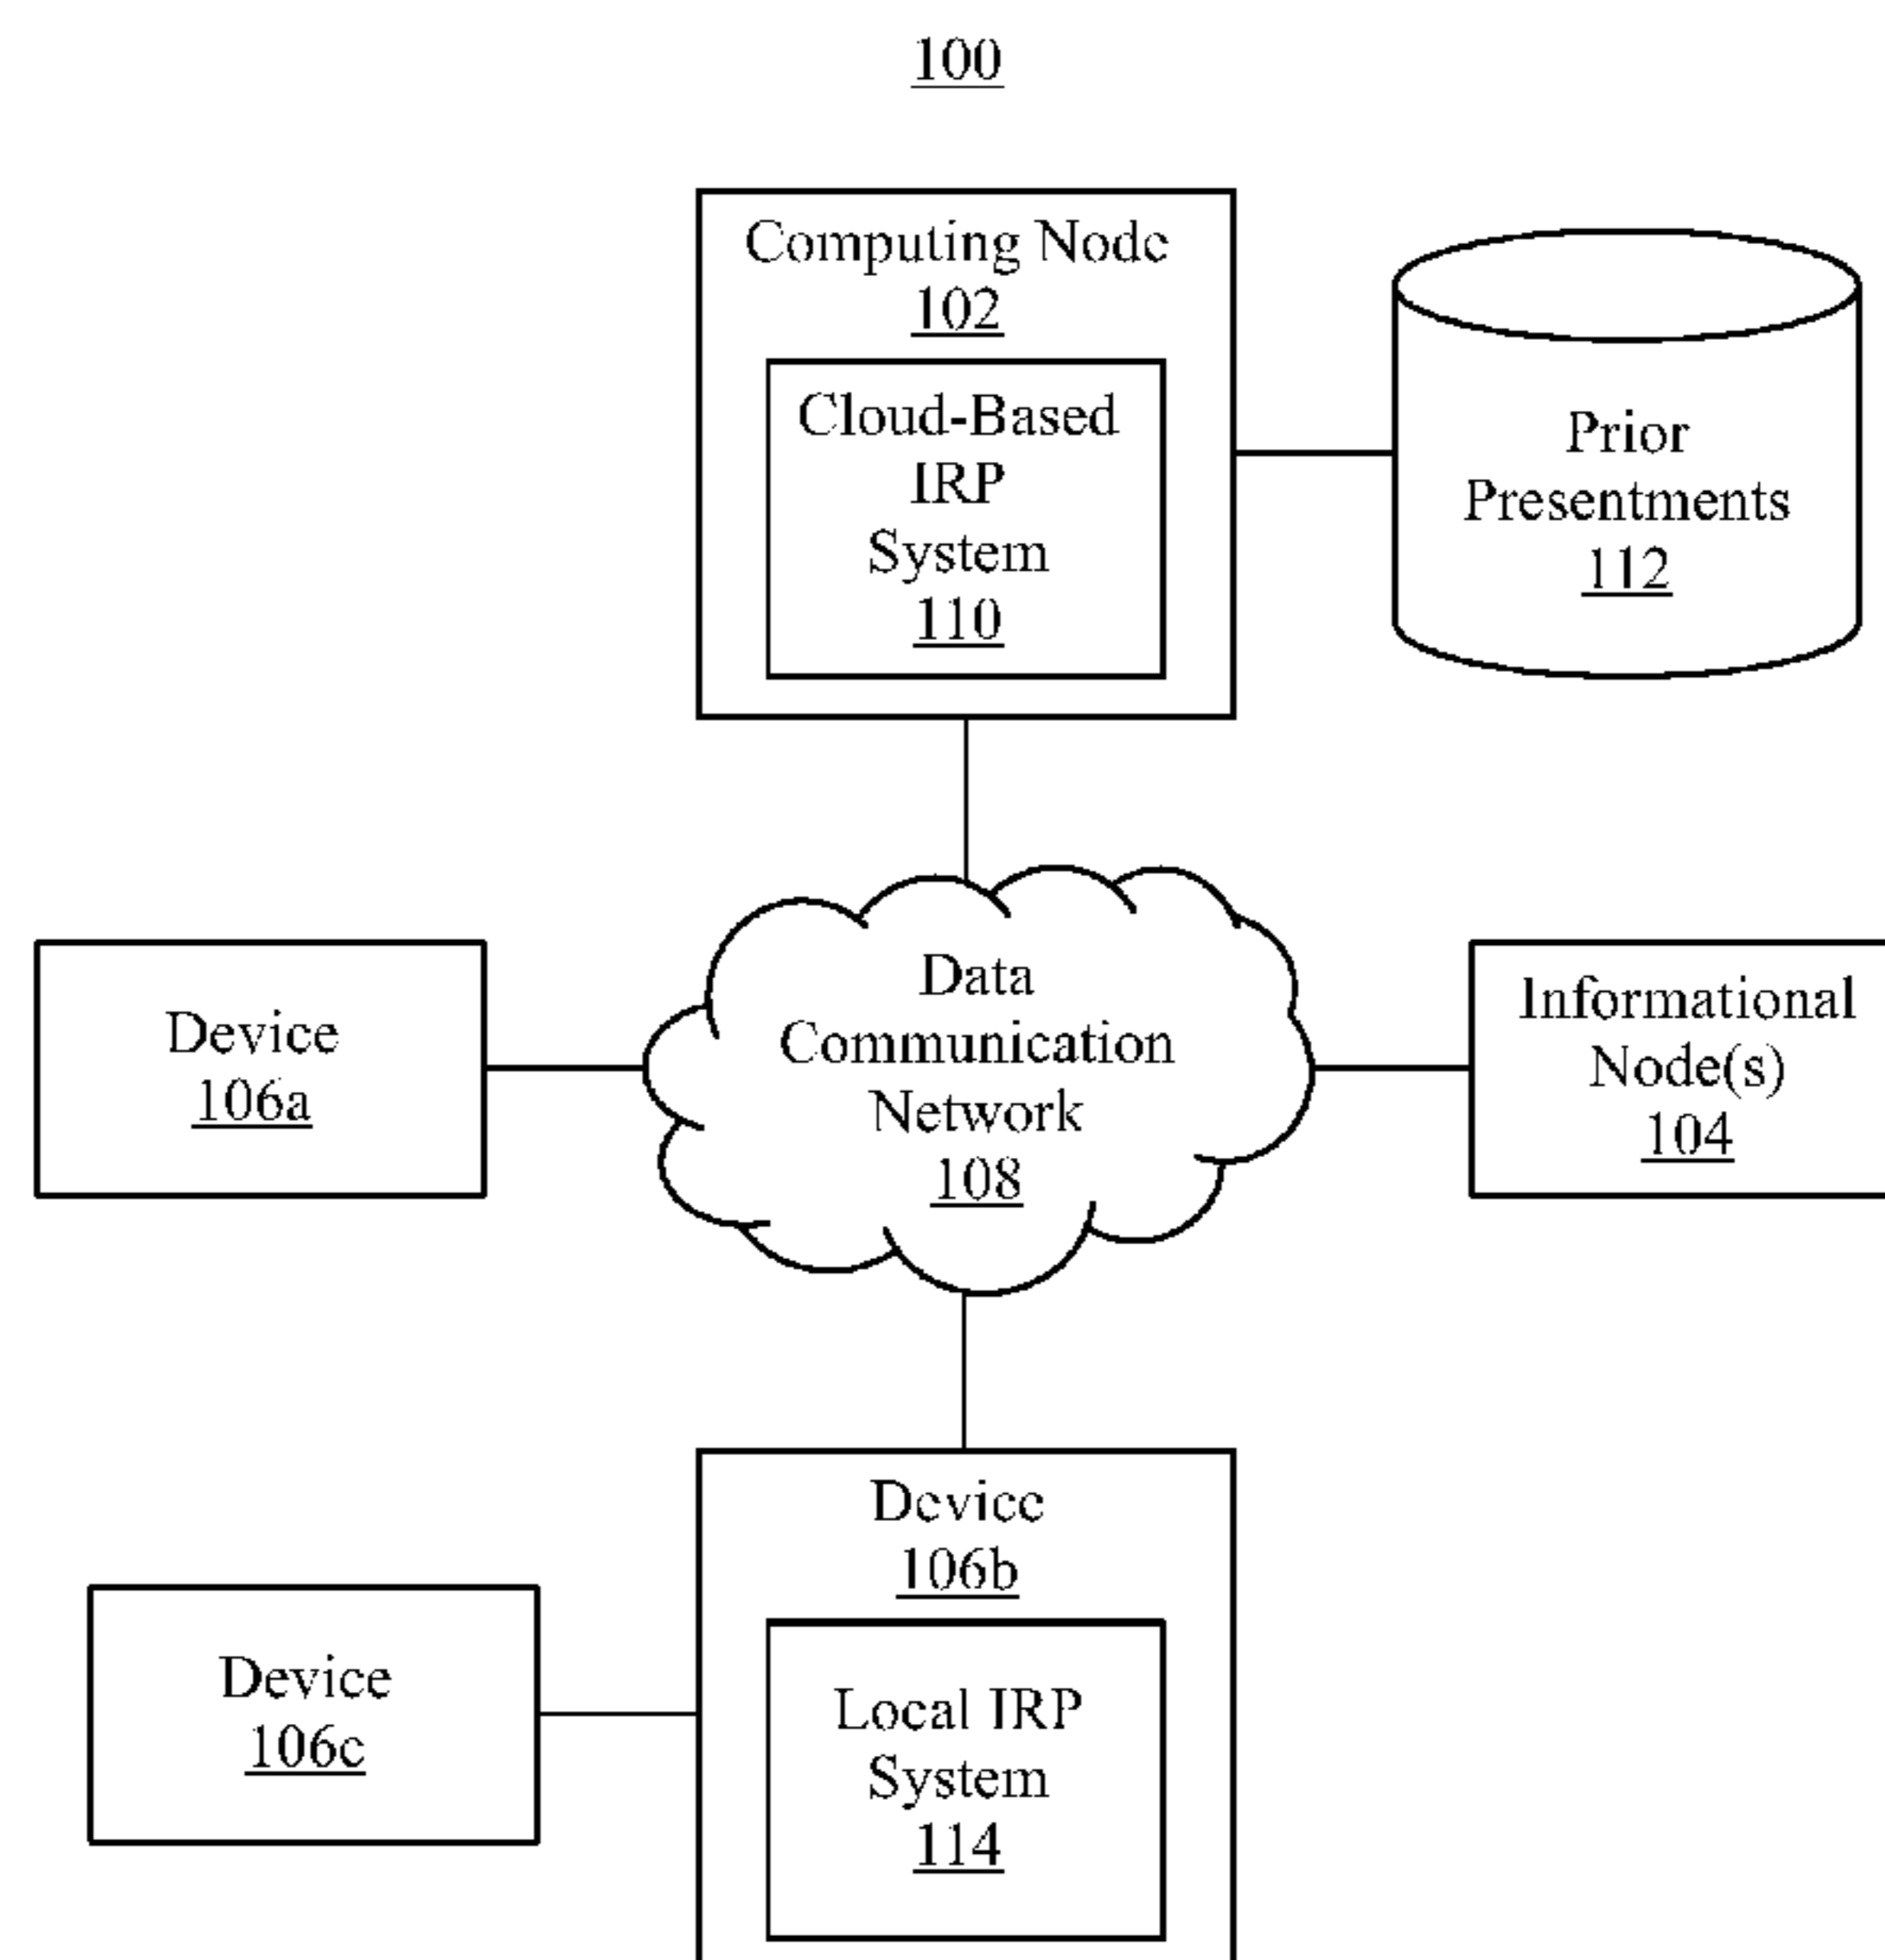 100
Computing Node
102
Cloud-Based
IRP
System
110
Prior
Presentments
112
Data
Communication
Network
108
Device
106a
Informational
Node(s)
104
Device
106b
Local IRP
System
114
Device
106c